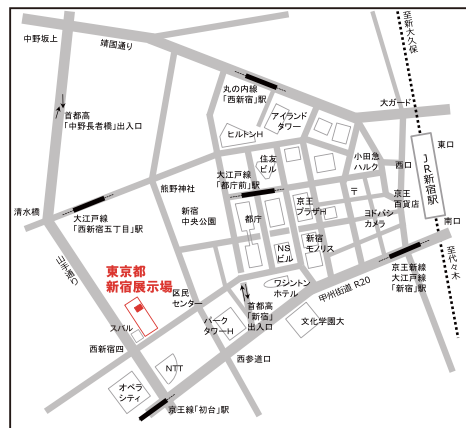 中野坂上
靖国通り
至新大久保
丸の内線
「西新宿」駅
大ガード
首都高
「中野長者橋」出入口
アイランド
タワー
ヒルトンH
小田急
ハルク
西口
東口
JR新宿駅
住友
ビル
大江戸線
「都庁前」駅
熊野神社
〒
京王
百貨店
清水橋
大江戸線
「西新宿五丁目」駅
新宿
中央公園
都庁
京王
プラザH
ヨドバシ
カメラ
南口
山手通り
新宿
モノリス
NS
ビル
至代々木
東京都
新宿展示場
京王新線
大江戸線
「新宿」駅
区民
センター
ワシントン
ホテル
甲州街道 R20
首都高
「新宿」
出入口
スバル
パーク
タワーH
文化学園大
西新宿四
西参道口
NTT
オペラ
シティ
京王線「初台」駅